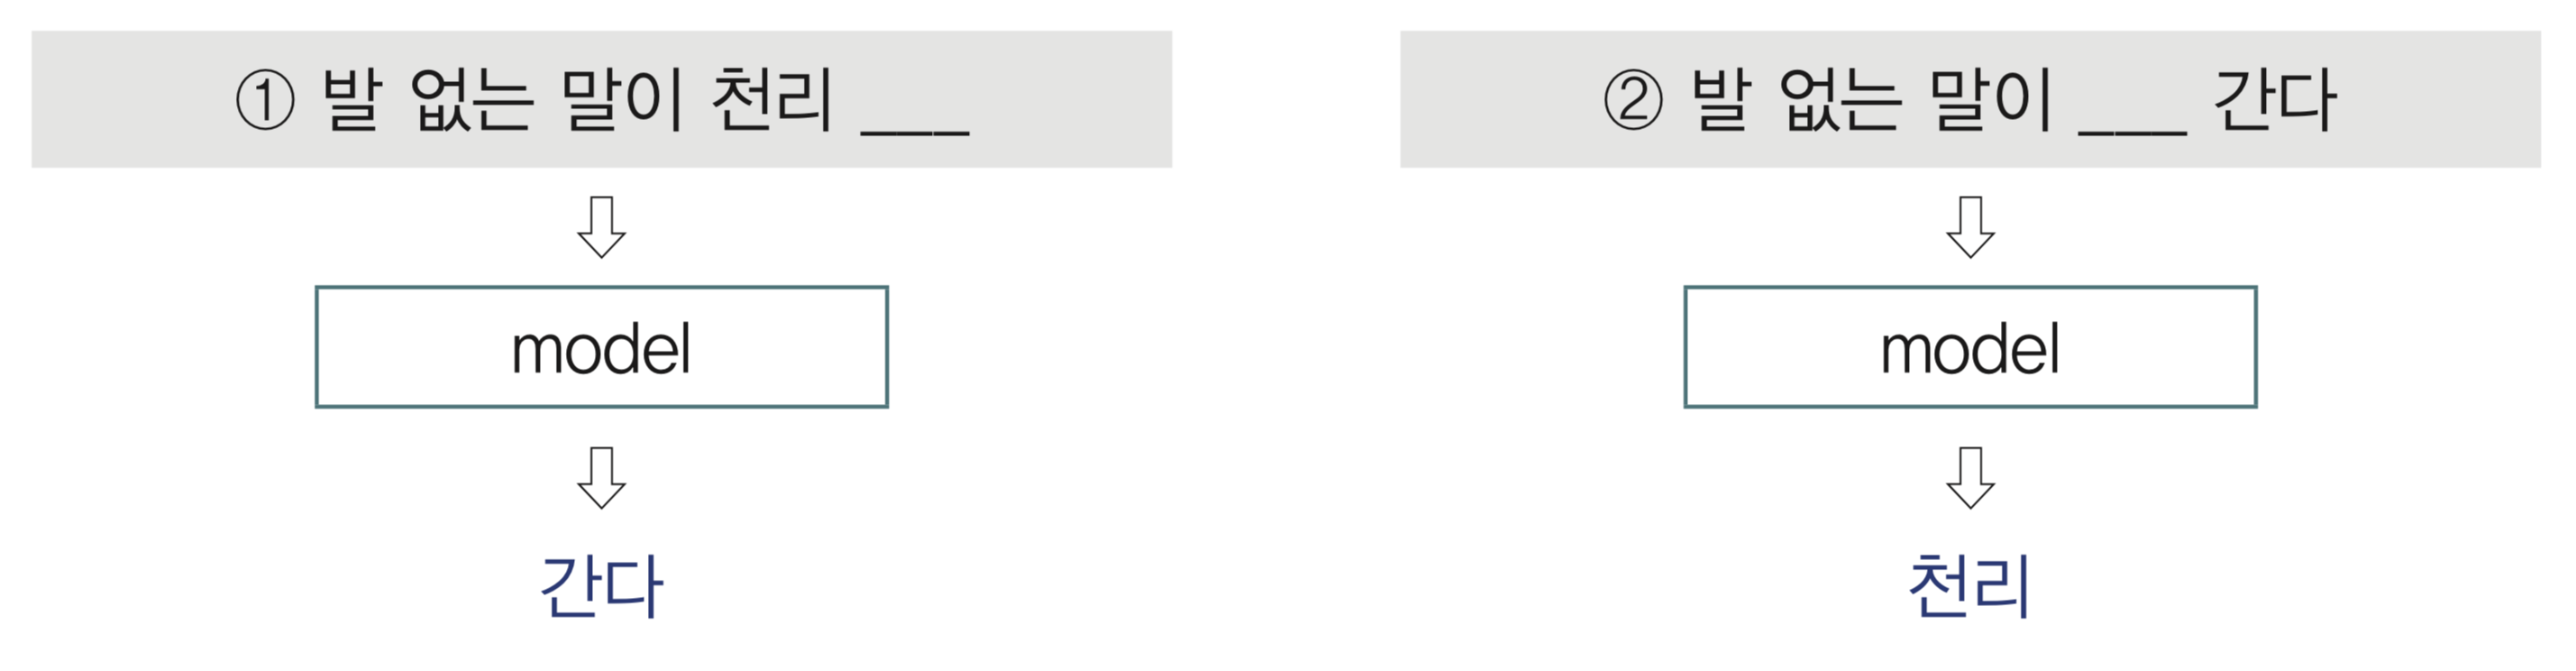 ① 발 없는 말이 천리 ___
model
간다
② 발 없는 말이 ___ 간다
model
천리